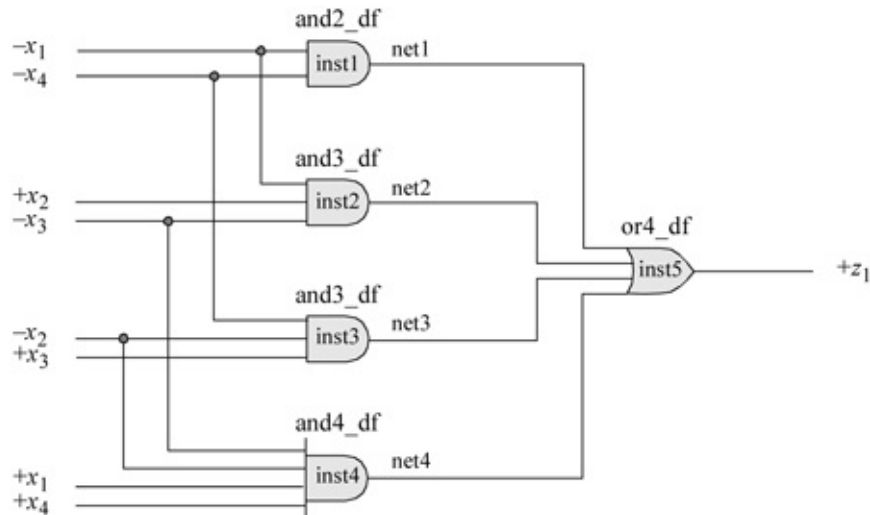 and2_df
–x1
inst1
net1
–x4
and3_df
+x2
inst2
net2
–x3
or4_df
inst5
+z1
and3_df
–x2
inst3
net3
+x3
and4_df
inst4
net4
+x1
+x4